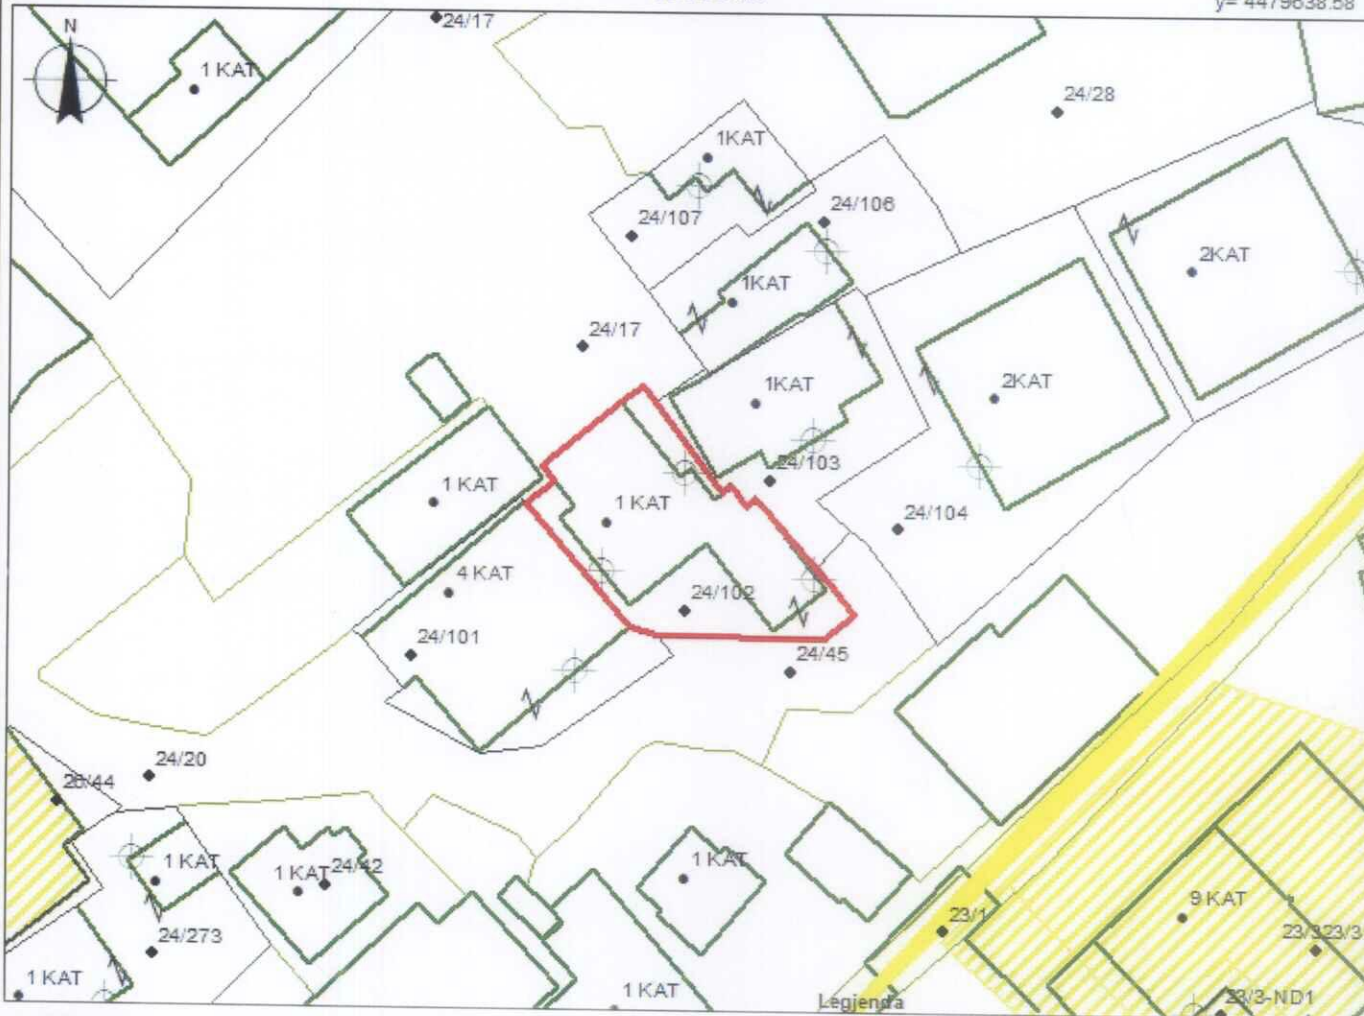 y= 4479638.58
N
24/17
1 KAT
24/28
1KAT
24/107
24/106
2KAT
1KAT
24/17
1KAT
2KAT
1 KAT
1 KAT
24/103
24/104
4 KAT
24/102
24/101
24/45
24/20
1 KAT
1 KAT
24/42
1 KAT
9 KAT
23/1
24/273
1 KAT
1 KAT
Legjenda
23/3-ND1